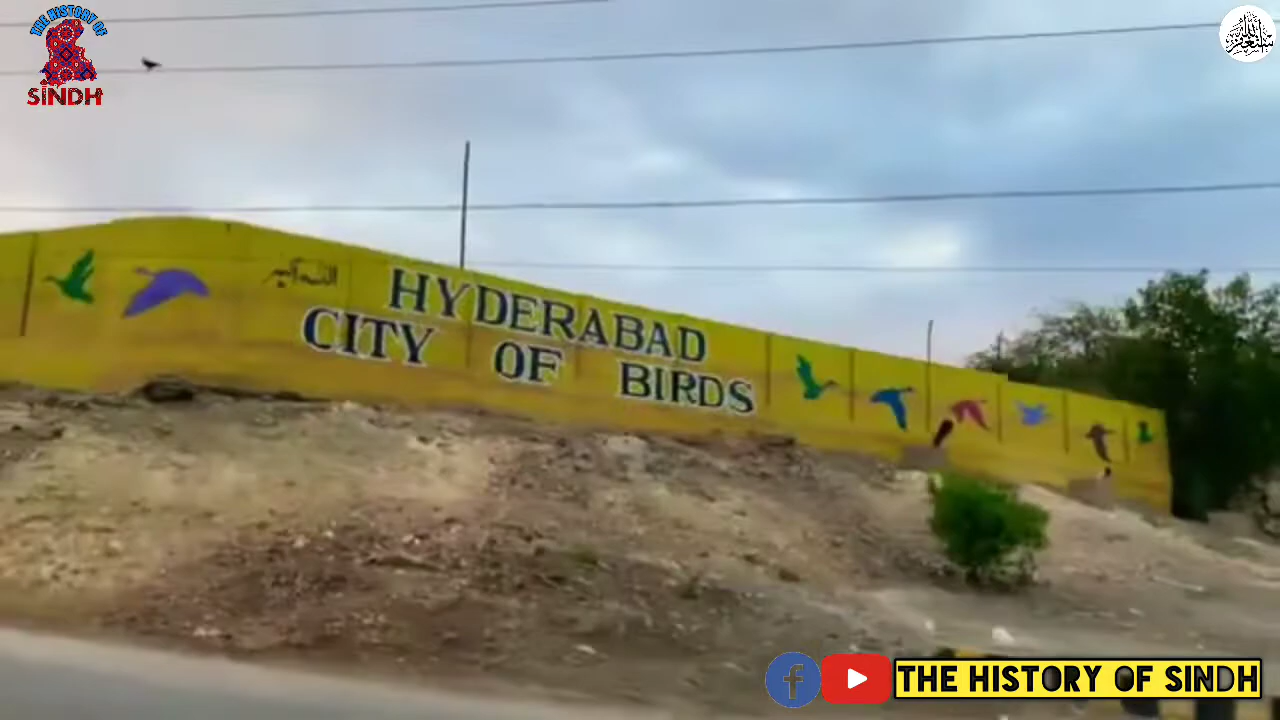 THE HISTORY OF
SINDH
HYDERABAD
CITY OF BIRDS
THE HISTORY OF SINDH